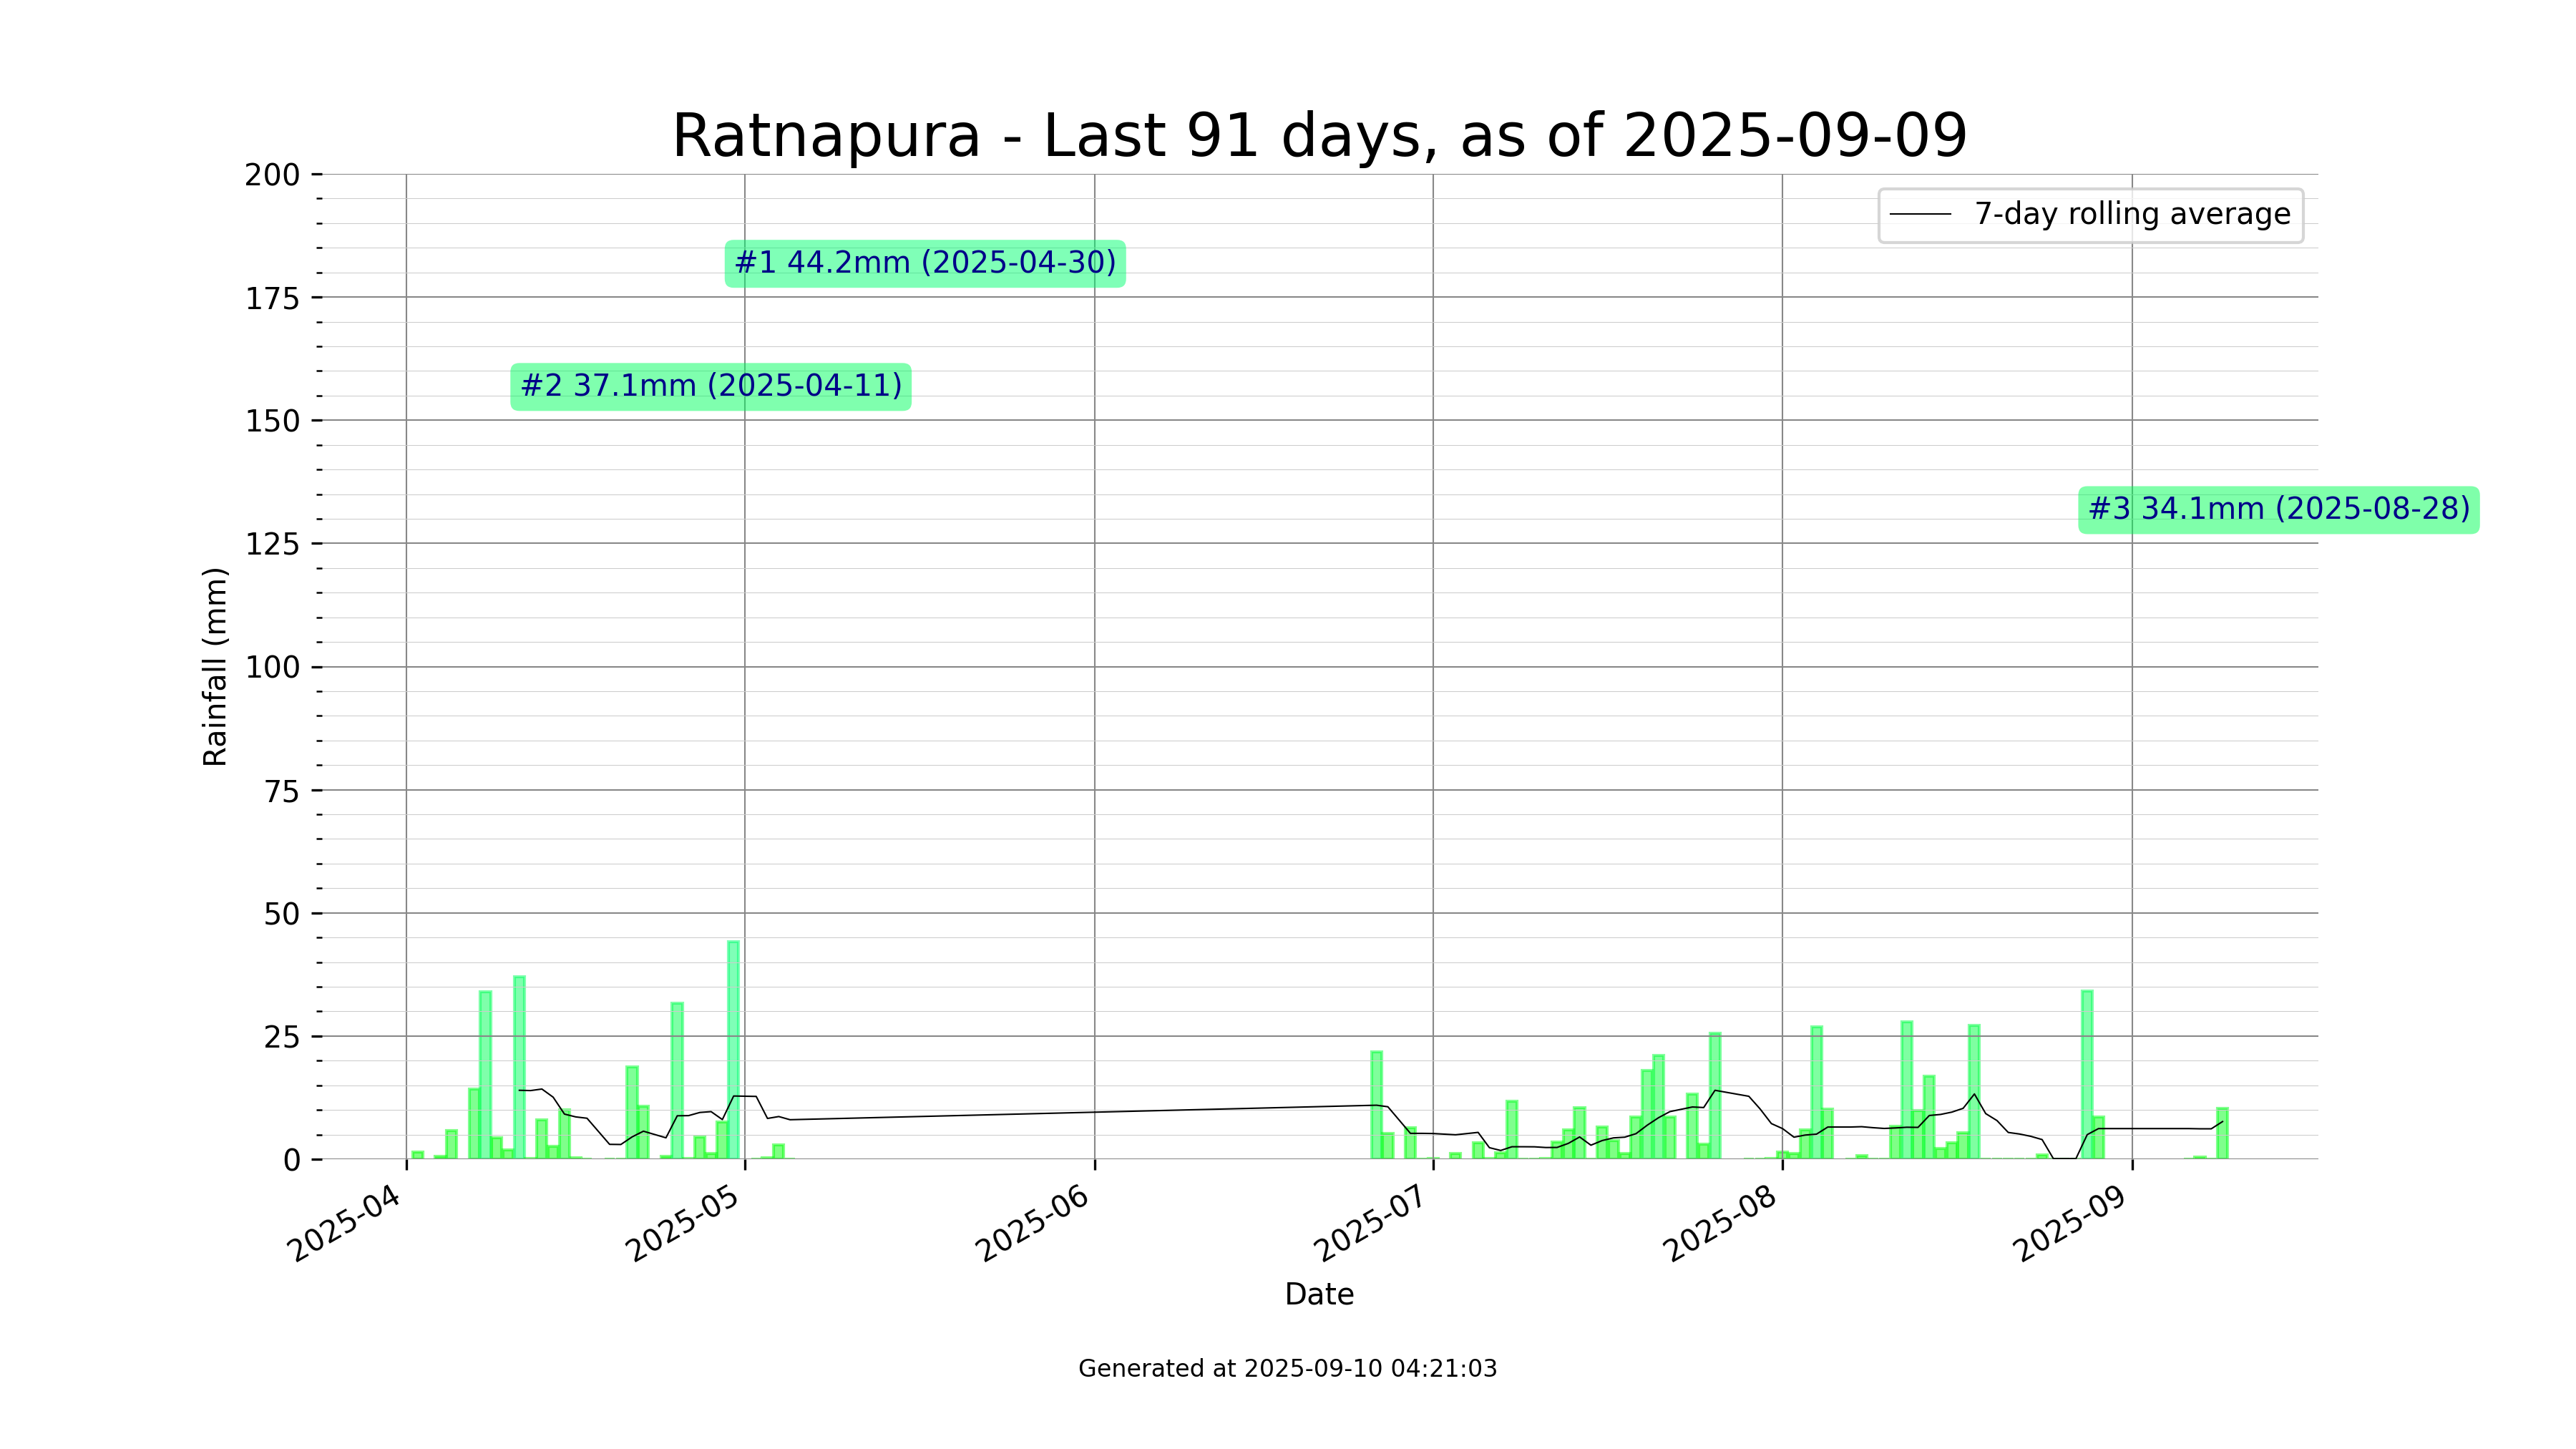 Ratnapura - Last 91 days, as of 2025-09-09
200
175
150
125
100
75
50
25
0
Rainfall (mm)
7-day rolling average
#1 44.2mm (2025-04-30)
#2 37.1mm (2025-04-11)
#3 34.1mm (2025-08-28)
2025-04
2025-05
2025-06
2025-07
2025-08
2025-09
Date
Generated at 2025-09-10 04:21:03